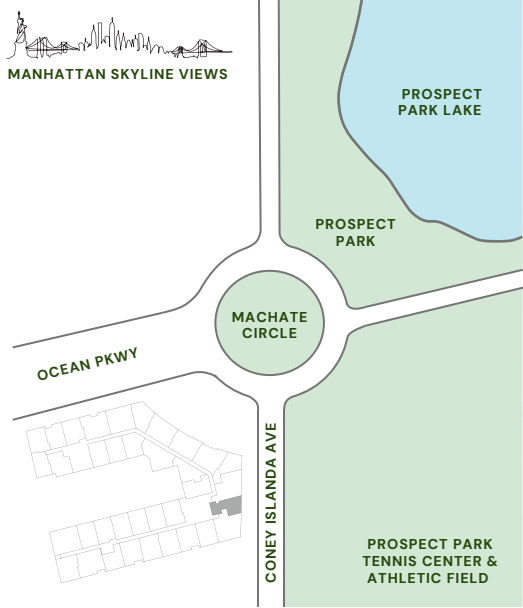 MANHATTAN SKYLINE VIEWS
PROSPECT
PARK LAKE
PROSPECT
PARK
MACHATE
CIRCLE
OCEAN PKWY
CONEY ISLANDA AVE
PROSPECT PARK
TENNIS CENTER &
ATHLETIC FIELD